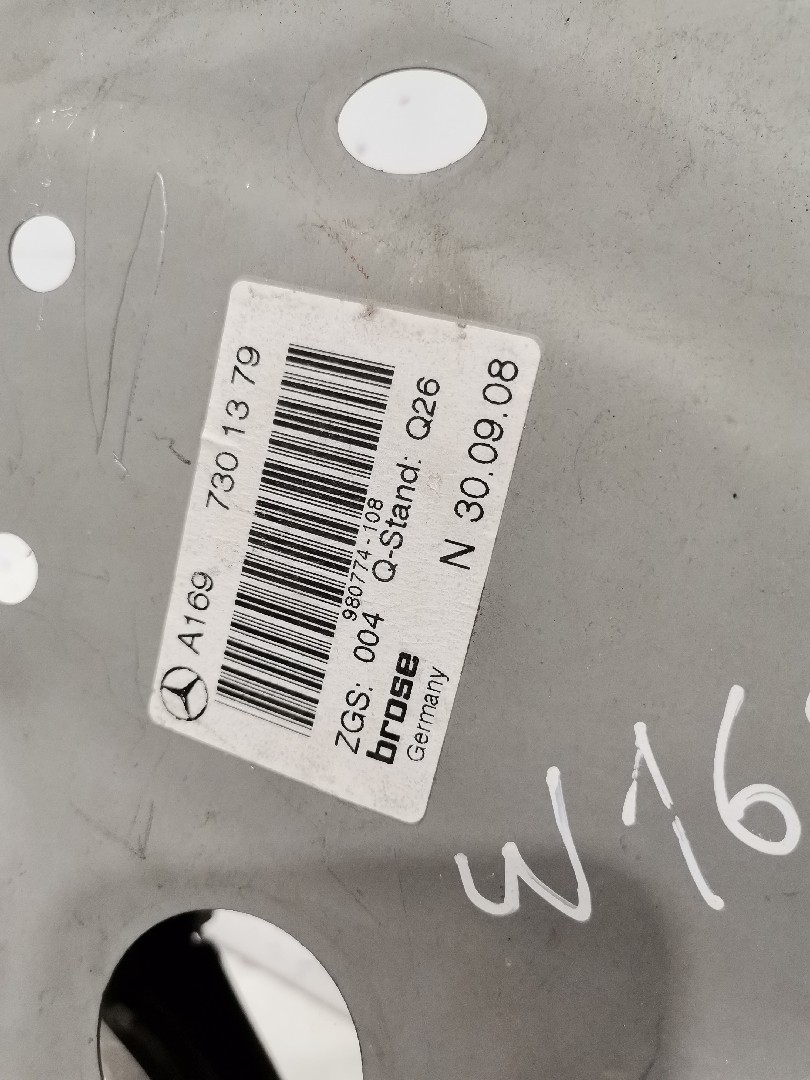 A169 730 13 79
980774-108
ZGS: 004 Q-Stand: Q26
brose
Germany
N 30.09.08
W16